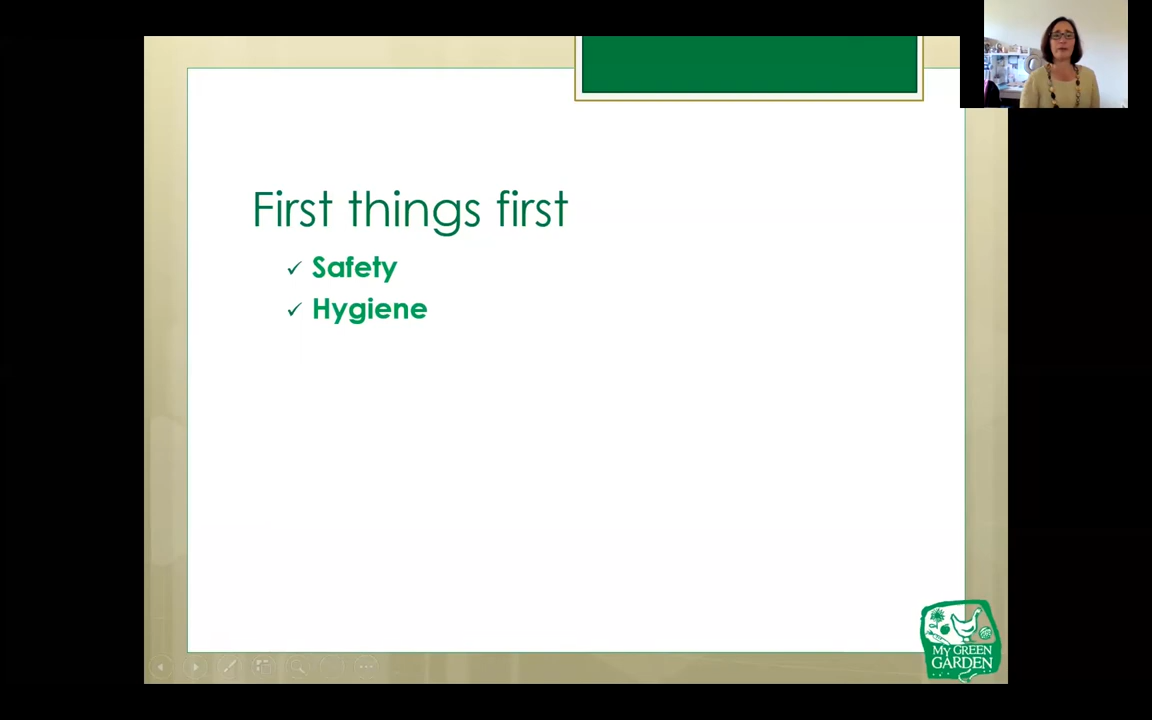 First things first
✓ Safety
✓ Hygiene
MY GREEN
GARDEN